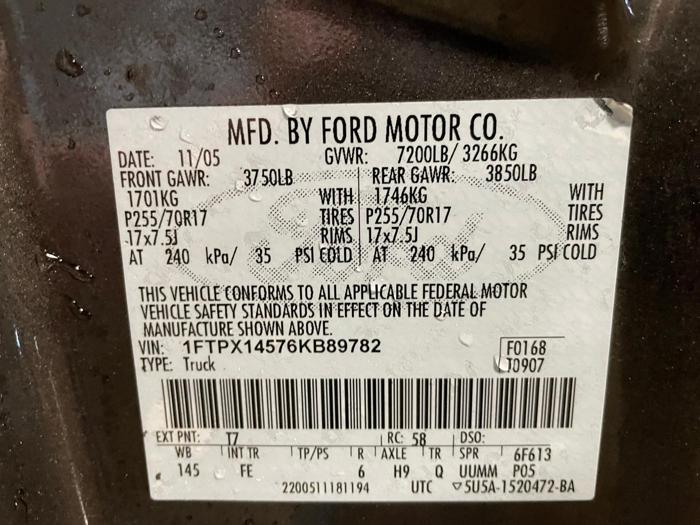 MFD. BY FORD MOTOR CO.
DATE: 11/05 GVWR: 7200LB/ 3266KG
FRONT GAWR: 3750LB REAR GAWR: 3850LB
1701KG WITH 1746KG WITH
P255/70R17 TIRES P255/70R17 TIRES
17x7.5J RIMS 17x7.5J RIMS
AT 240 kPa/ 35 PSI COLD AT 240 kPa/ 35 PSI COLD
THIS VEHICLE CONFORMS TO ALL APPLICABLE FEDERAL MOTOR
VEHICLE SAFETY STANDARDS IN EFFECT ON THE DATE OF
MANUFACTURE SHOWN ABOVE.
VIN: 1FTPX14576KB89782 F0168
TYPE: Truck T0907
EXT PNT: T7 RC: 58 DSO:
WB INT TR TP/PS R AXLE TR SPR 6F613
145 FE 6 H9 Q UUMM P05
2200511181194 UTC ▽5U5A-1520472-BA